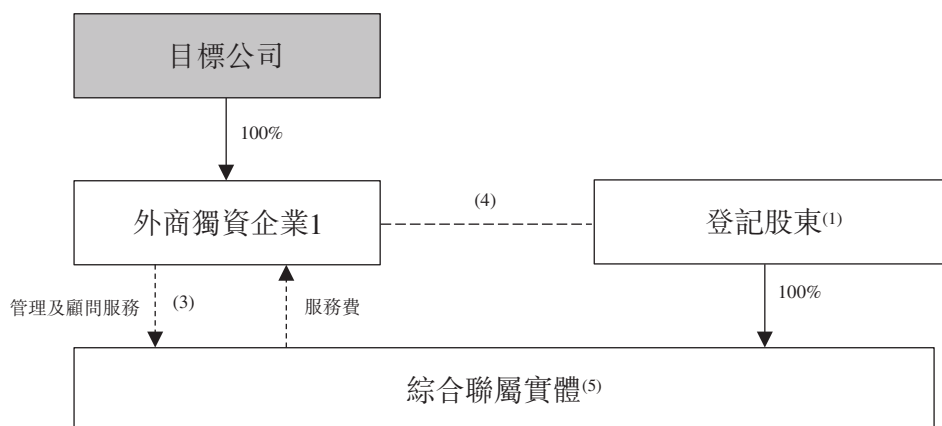 目標公司
100%
外商獨資企業1
(4)
登記股東(1)
管理及顧問服務
(3)
服務費
100%
綜合聯屬實體(5)